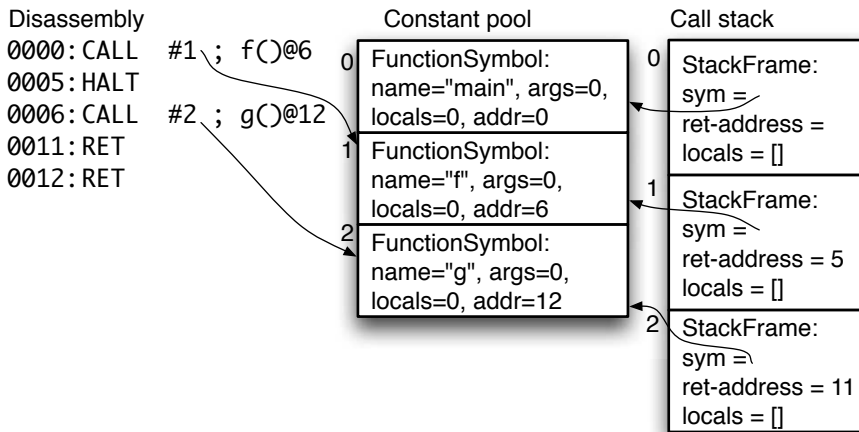 Disassembly
0000: CALL #1 ; f()@6
0005: HALT
0006: CALL #2 ; g()@12
0011: RET
0012: RET
Constant pool
0
FunctionSymbol:
name="main", args=0,
locals=0, addr=0
1
FunctionSymbol:
name="f", args=0,
locals=0, addr=6
2
FunctionSymbol:
name="g", args=0,
locals=0, addr=12
Call stack
0
StackFrame:
sym =
ret-address =
locals = []
1
StackFrame:
sym =
ret-address = 5
locals = []
2
StackFrame:
sym =
ret-address = 11
locals = []